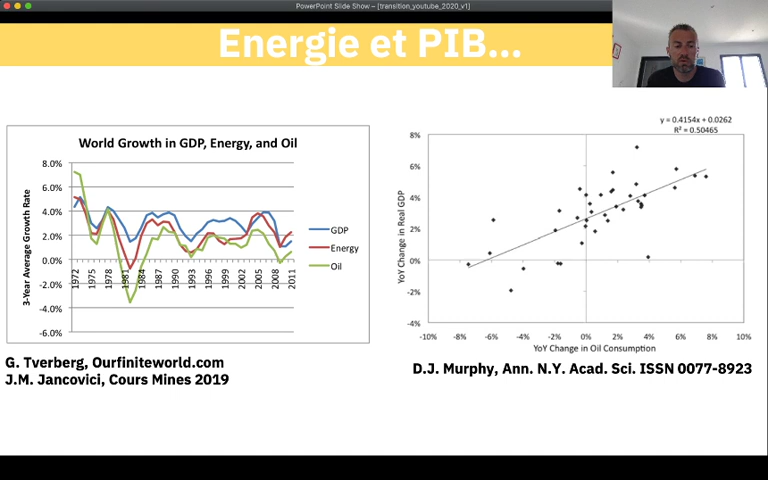 PowerPoint Slide Show – [transition_youtube_2020_v1]
Energie et PIB...
World Growth in GDP, Energy, and Oil
3-Year Average Growth Rate
8.0%
6.0%
4.0%
2.0%
0.0%
-2.0%
-4.0%
-6.0%
1972
1975
1978
1981
1984
1987
1990
1993
1996
1999
2002
2005
2008
2011
GDP
Energy
Oil
G. Tverberg, Ourfiniteworld.com
J.M. Jancovici, Cours Mines 2019
y = 0.4154x + 0.0262
R² = 0.50465
YoY Change in Real GDP
8%
6%
4%
2%
0%
-2%
-4%
-10%
-8%
-6%
-4%
-2%
0%
2%
4%
6%
8%
10%
YoY Change in Oil Consumption
D.J. Murphy, Ann. N.Y. Acad. Sci. ISSN 0077-8923